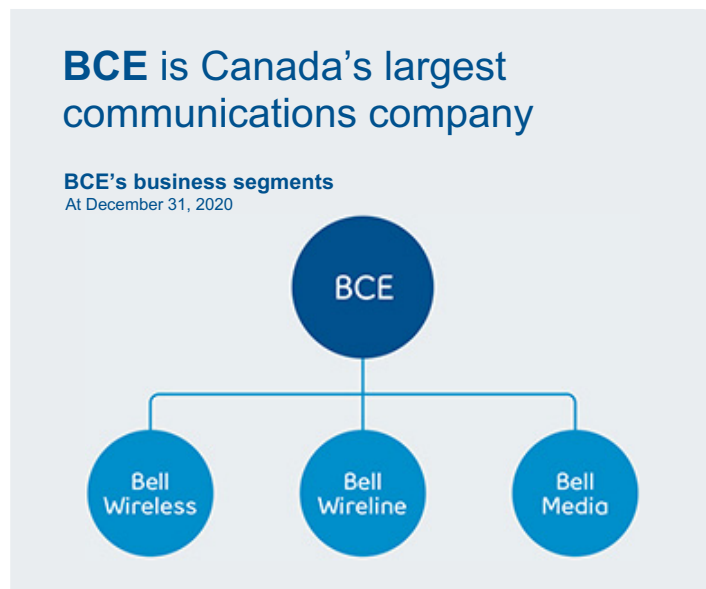 BCE is Canada’s largest
communications company
BCE’s business segments
At December 31, 2020
BCE
Bell
Wireless
Bell
Wireline
Bell
Media